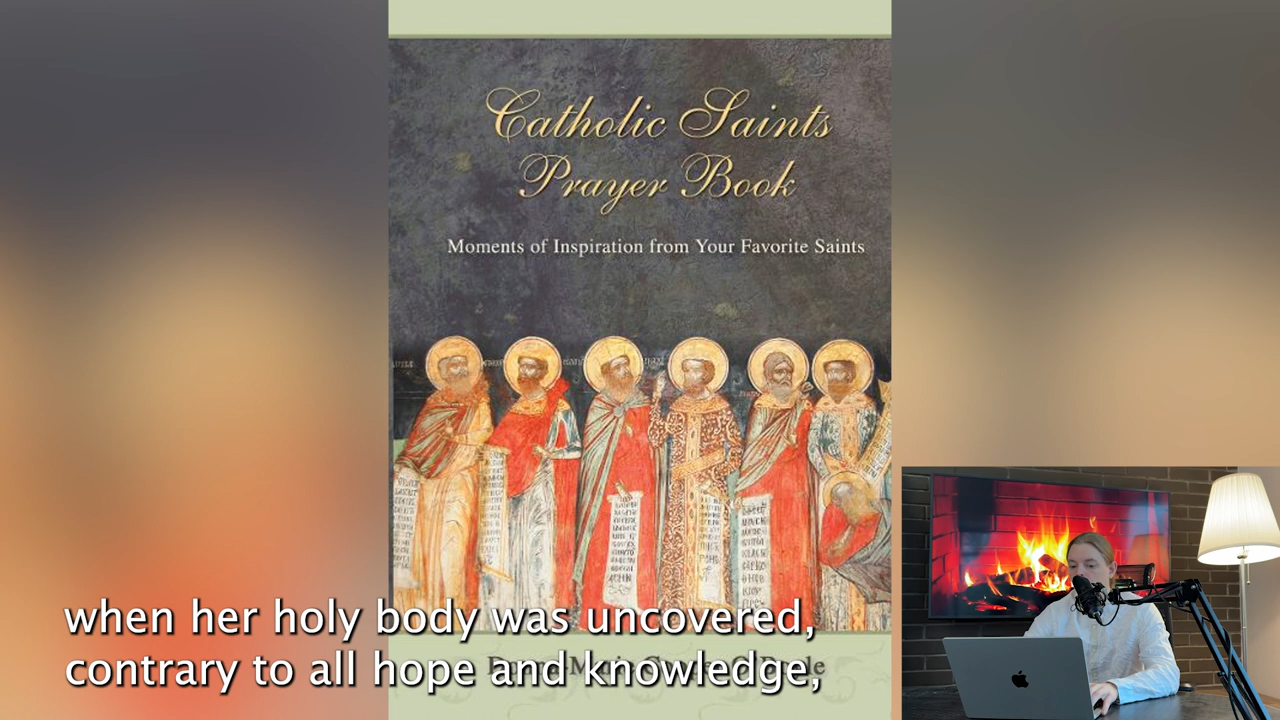 Catholic Saints
Prayer Book
Moments of Inspiration from Your Favorite Saints
when her holy body was uncovered,
contrary to all hope and knowledge,